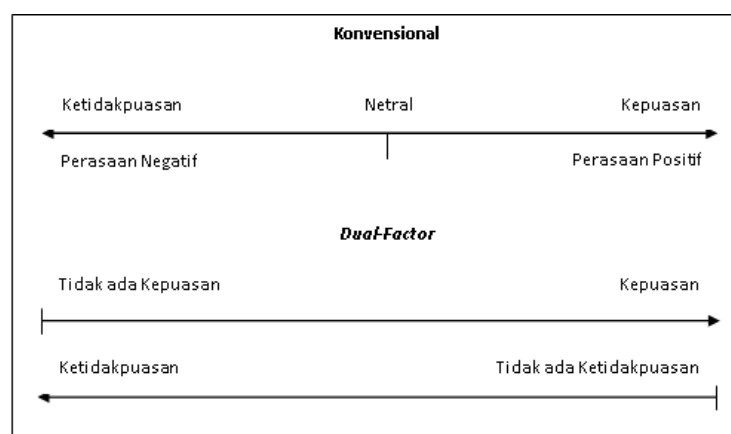 Konvensional
Ketidakpuasan Netral Kepuasan
Perasaan Negatif Perasaan Positif
Dual-Factor
Tidak ada Kepuasan Kepuasan
Ketidakpuasan Tidak ada Ketidakpuasan